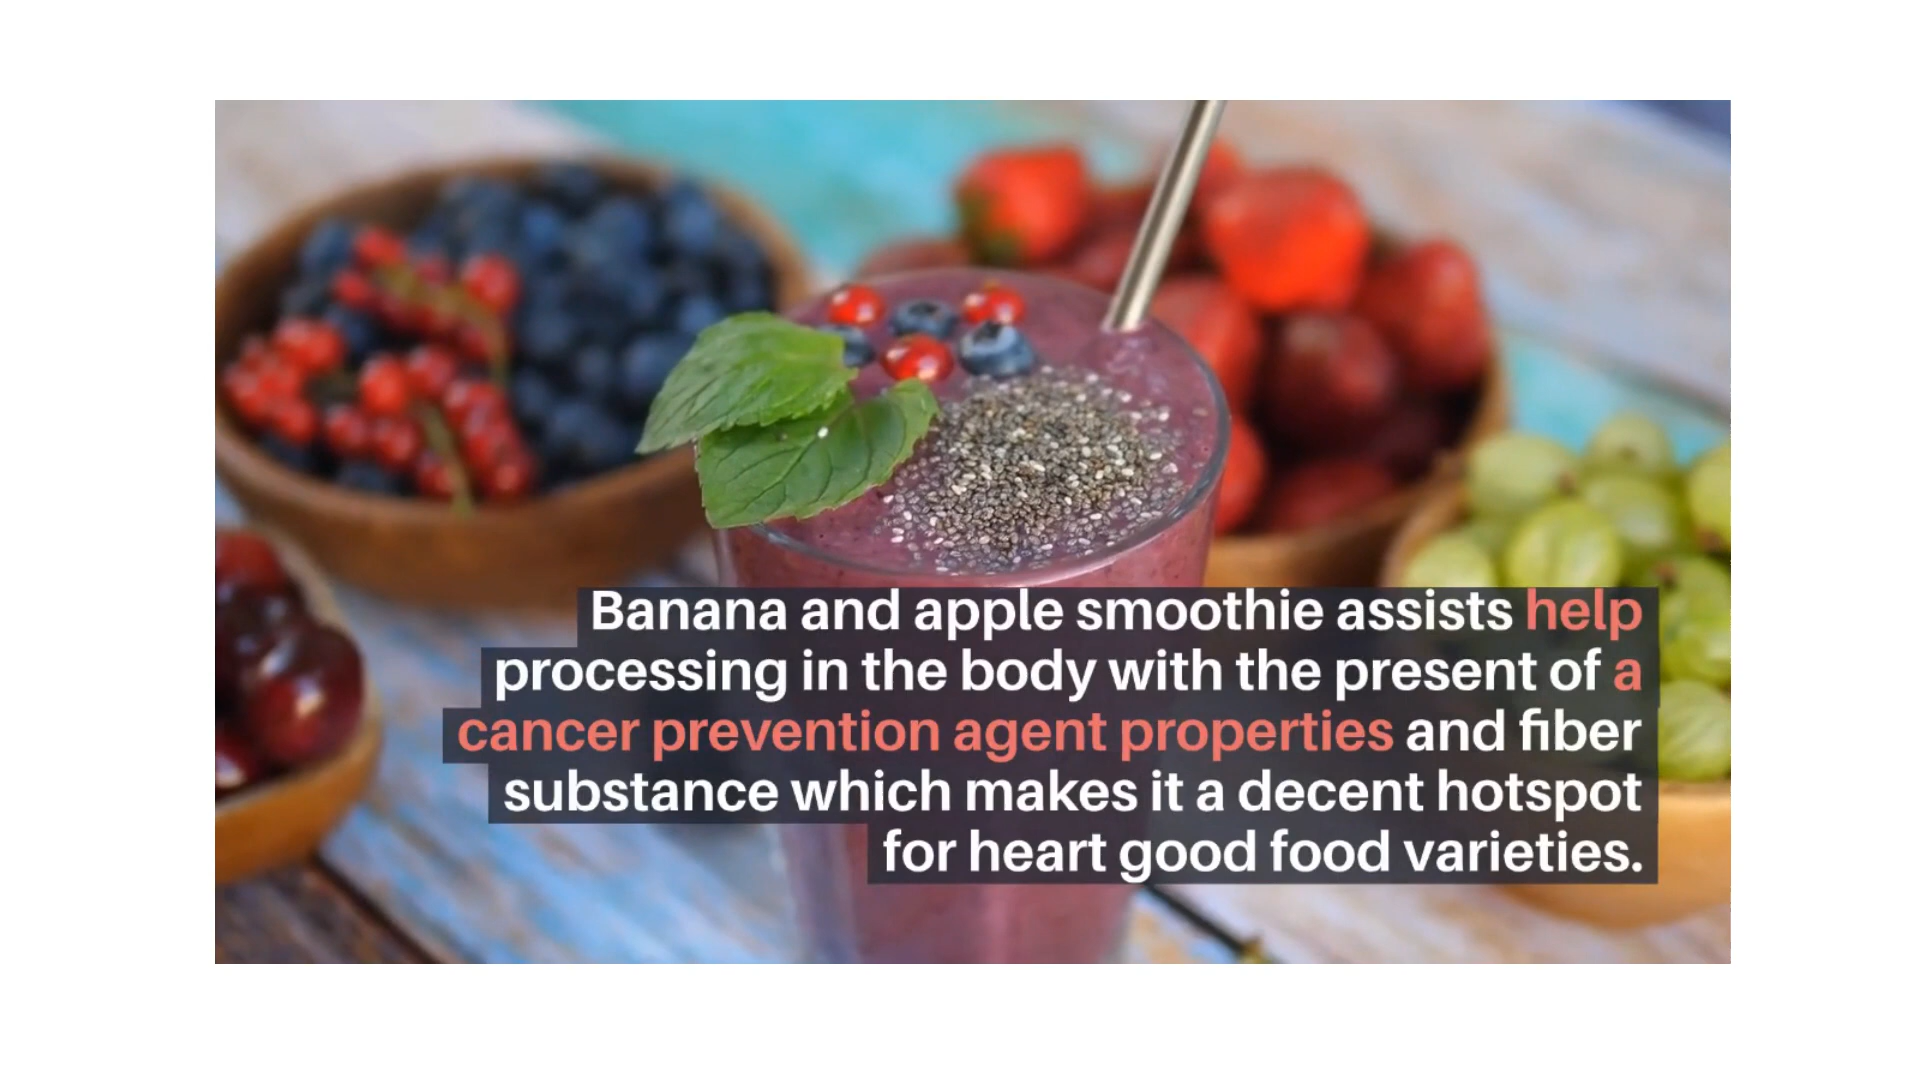 Banana and apple smoothie assists help
processing in the body with the present of a
cancer prevention agent properties and fiber
substance which makes it a decent hotspot
for heart good food varieties.